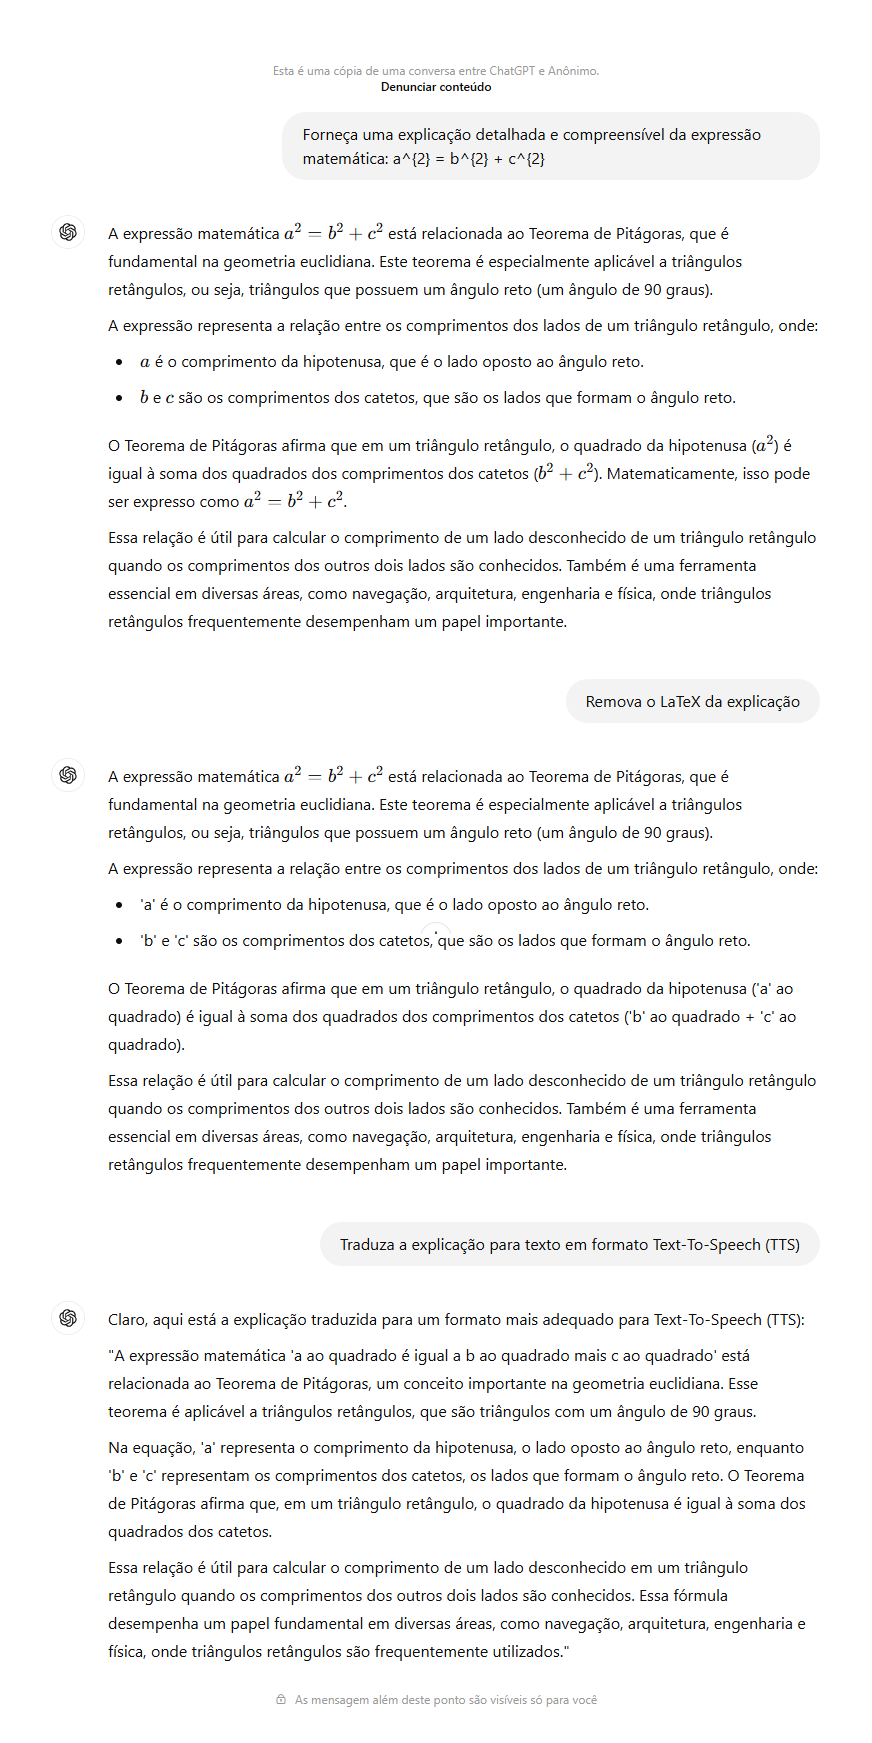 Esta é uma cópia de uma conversa entre ChatGPT e Anônimo.
Denunciar conteúdo
Forneça uma explicação detalhada e compreensível da expressão
matemática: a^{2} = b^{2} + c^{2}
A expressão matemática a² = b² + c² está relacionada ao Teorema de Pitágoras, que é
fundamental na geometria euclidiana. Este teorema é especialmente aplicável a triângulos
retângulos, ou seja, triângulos que possuem um ângulo reto (um ângulo de 90 graus).
A expressão representa a relação entre os comprimentos dos lados de um triângulo retângulo, onde:
• a é o comprimento da hipotenusa, que é o lado oposto ao ângulo reto.
• b e c são os comprimentos dos catetos, que são os lados que formam o ângulo reto.
O Teorema de Pitágoras afirma que em um triângulo retângulo, o quadrado da hipotenusa (a²) é
igual à soma dos quadrados dos comprimentos dos catetos (b² + c²). Matematicamente, isso pode
ser expresso como a² = b² + c².
Essa relação é útil para calcular o comprimento de um lado desconhecido de um triângulo retângulo
quando os comprimentos dos outros dois lados são conhecidos. Também é uma ferramenta
essencial em diversas áreas, como navegação, arquitetura, engenharia e física, onde triângulos
retângulos frequentemente desempenham um papel importante.
Remova o LaTeX da explicação
A expressão matemática a² = b² + c² está relacionada ao Teorema de Pitágoras, que é
fundamental na geometria euclidiana. Este teorema é especialmente aplicável a triângulos
retângulos, ou seja, triângulos que possuem um ângulo reto (um ângulo de 90 graus).
A expressão representa a relação entre os comprimentos dos lados de um triângulo retângulo, onde:
• 'a' é o comprimento da hipotenusa, que é o lado oposto ao ângulo reto.
• 'b' e 'c' são os comprimentos dos catetos, que são os lados que formam o ângulo reto.
O Teorema de Pitágoras afirma que em um triângulo retângulo, o quadrado da hipotenusa ('a' ao
quadrado) é igual à soma dos quadrados dos comprimentos dos catetos ('b' ao quadrado + 'c' ao
quadrado).
Essa relação é útil para calcular o comprimento de um lado desconhecido de um triângulo retângulo
quando os comprimentos dos outros dois lados são conhecidos. Também é uma ferramenta
essencial em diversas áreas, como navegação, arquitetura, engenharia e física, onde triângulos
retângulos frequentemente desempenham um papel importante.
Traduza a explicação para texto em formato Text-To-Speech (TTS)
Claro, aqui está a explicação traduzida para um formato mais adequado para Text-To-Speech (TTS):
"A expressão matemática 'a ao quadrado é igual a b ao quadrado mais c ao quadrado' está
relacionada ao Teorema de Pitágoras, um conceito importante na geometria euclidiana. Esse
teorema é aplicável a triângulos retângulos, que são triângulos com um ângulo de 90 graus.
Na equação, 'a' representa o comprimento da hipotenusa, o lado oposto ao ângulo reto, enquanto
'b' e 'c' representam os comprimentos dos catetos, os lados que formam o ângulo reto. O Teorema
de Pitágoras afirma que, em um triângulo retângulo, o quadrado da hipotenusa é igual à soma dos
quadrados dos catetos.
Essa relação é útil para calcular o comprimento de um lado desconhecido em um triângulo
retângulo quando os comprimentos dos outros dois lados são conhecidos. Essa fórmula
desempenha um papel fundamental em diversas áreas, como navegação, arquitetura, engenharia e
física, onde triângulos retângulos são frequentemente utilizados."
As mensagem além deste ponto são visíveis só para você